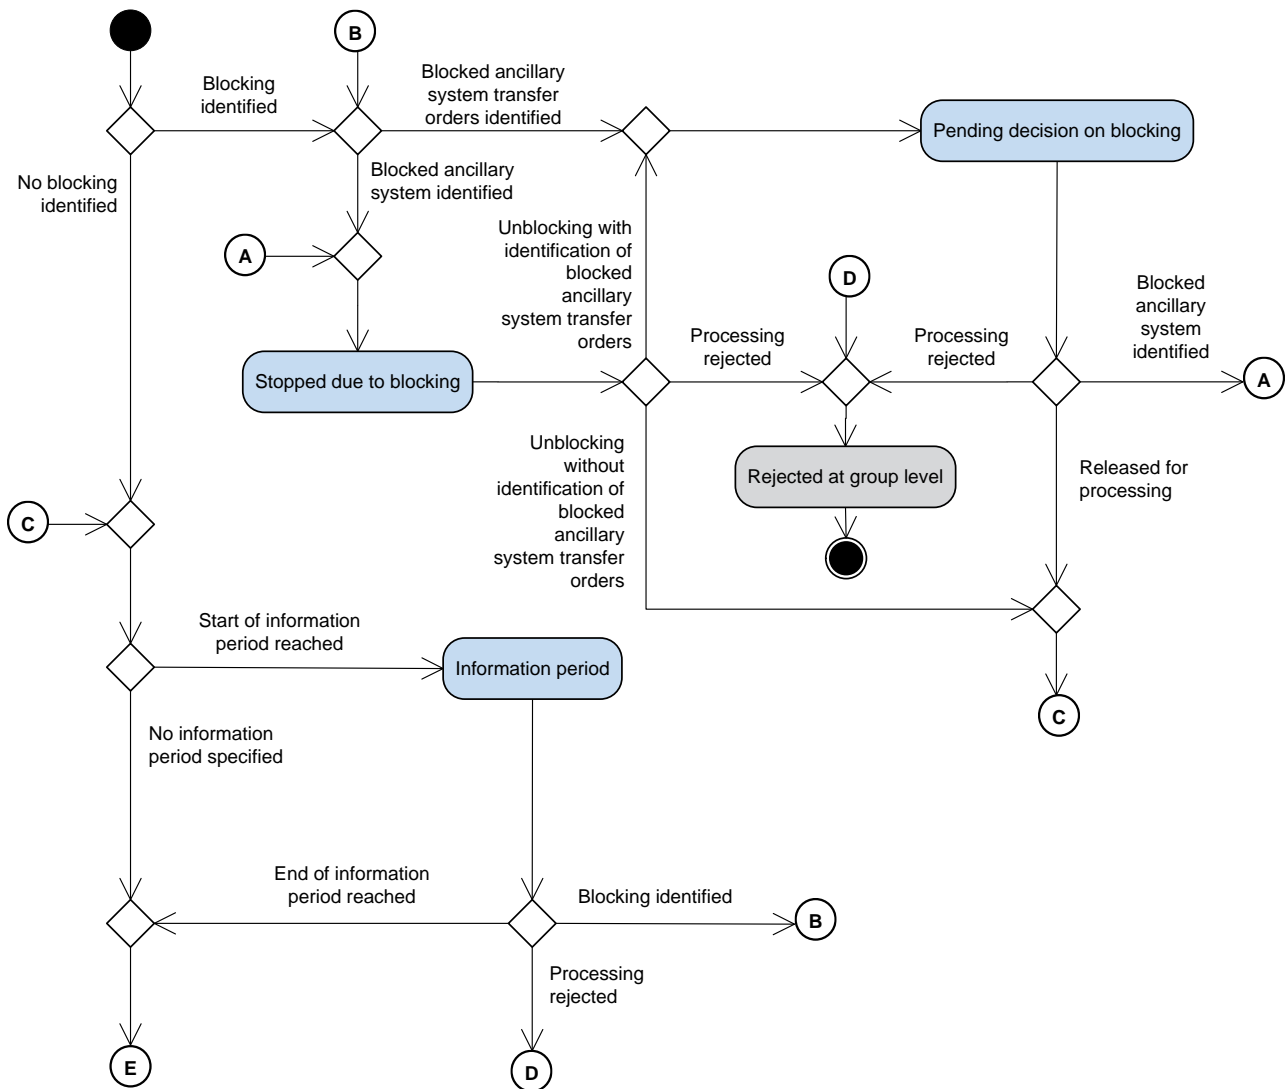 B
Blocking
identified
Blocked ancillary
system transfer
orders identified
Pending decision on blocking
No blocking
identified
Blocked ancillary
system identified
A
Unblocking with
identification of
blocked
ancillary
system transfer
orders
D
Blocked
ancillary
system
identified
Processing
rejected
Processing
rejected
Stopped due to blocking
A
Unblocking
without
identification of
blocked
ancillary
system transfer
orders
Rejected at group level
Released for
processing
C
Start of information
period reached
Information period
C
No information
period specified
End of information
period reached
Blocking identified
B
Processing
rejected
E
D